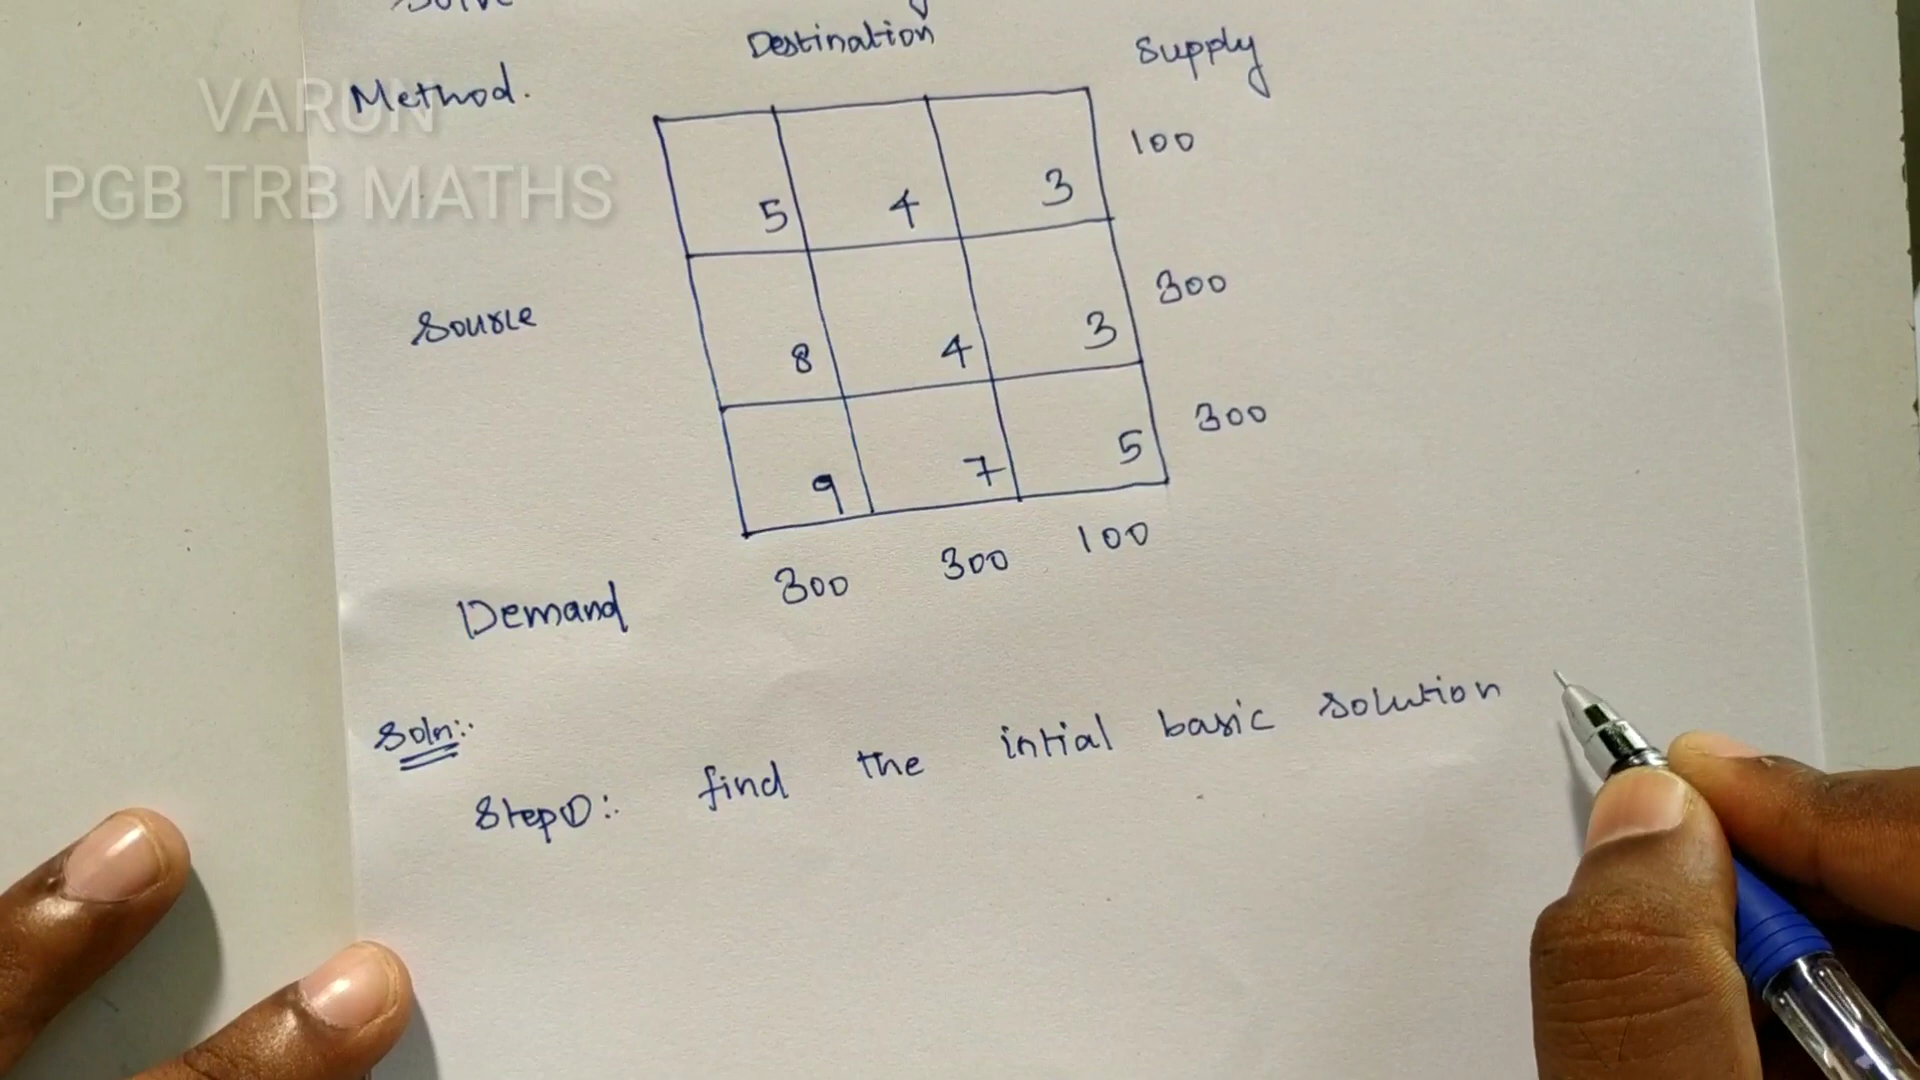 Solve
Method.
VARUN
PGB TRB MATHS
Destination
Supply
5 4 3 100
Source
8 4 3 300
9 7 5 300
Demand 300 300 100
Soln:
Step①: find the intial basic solution